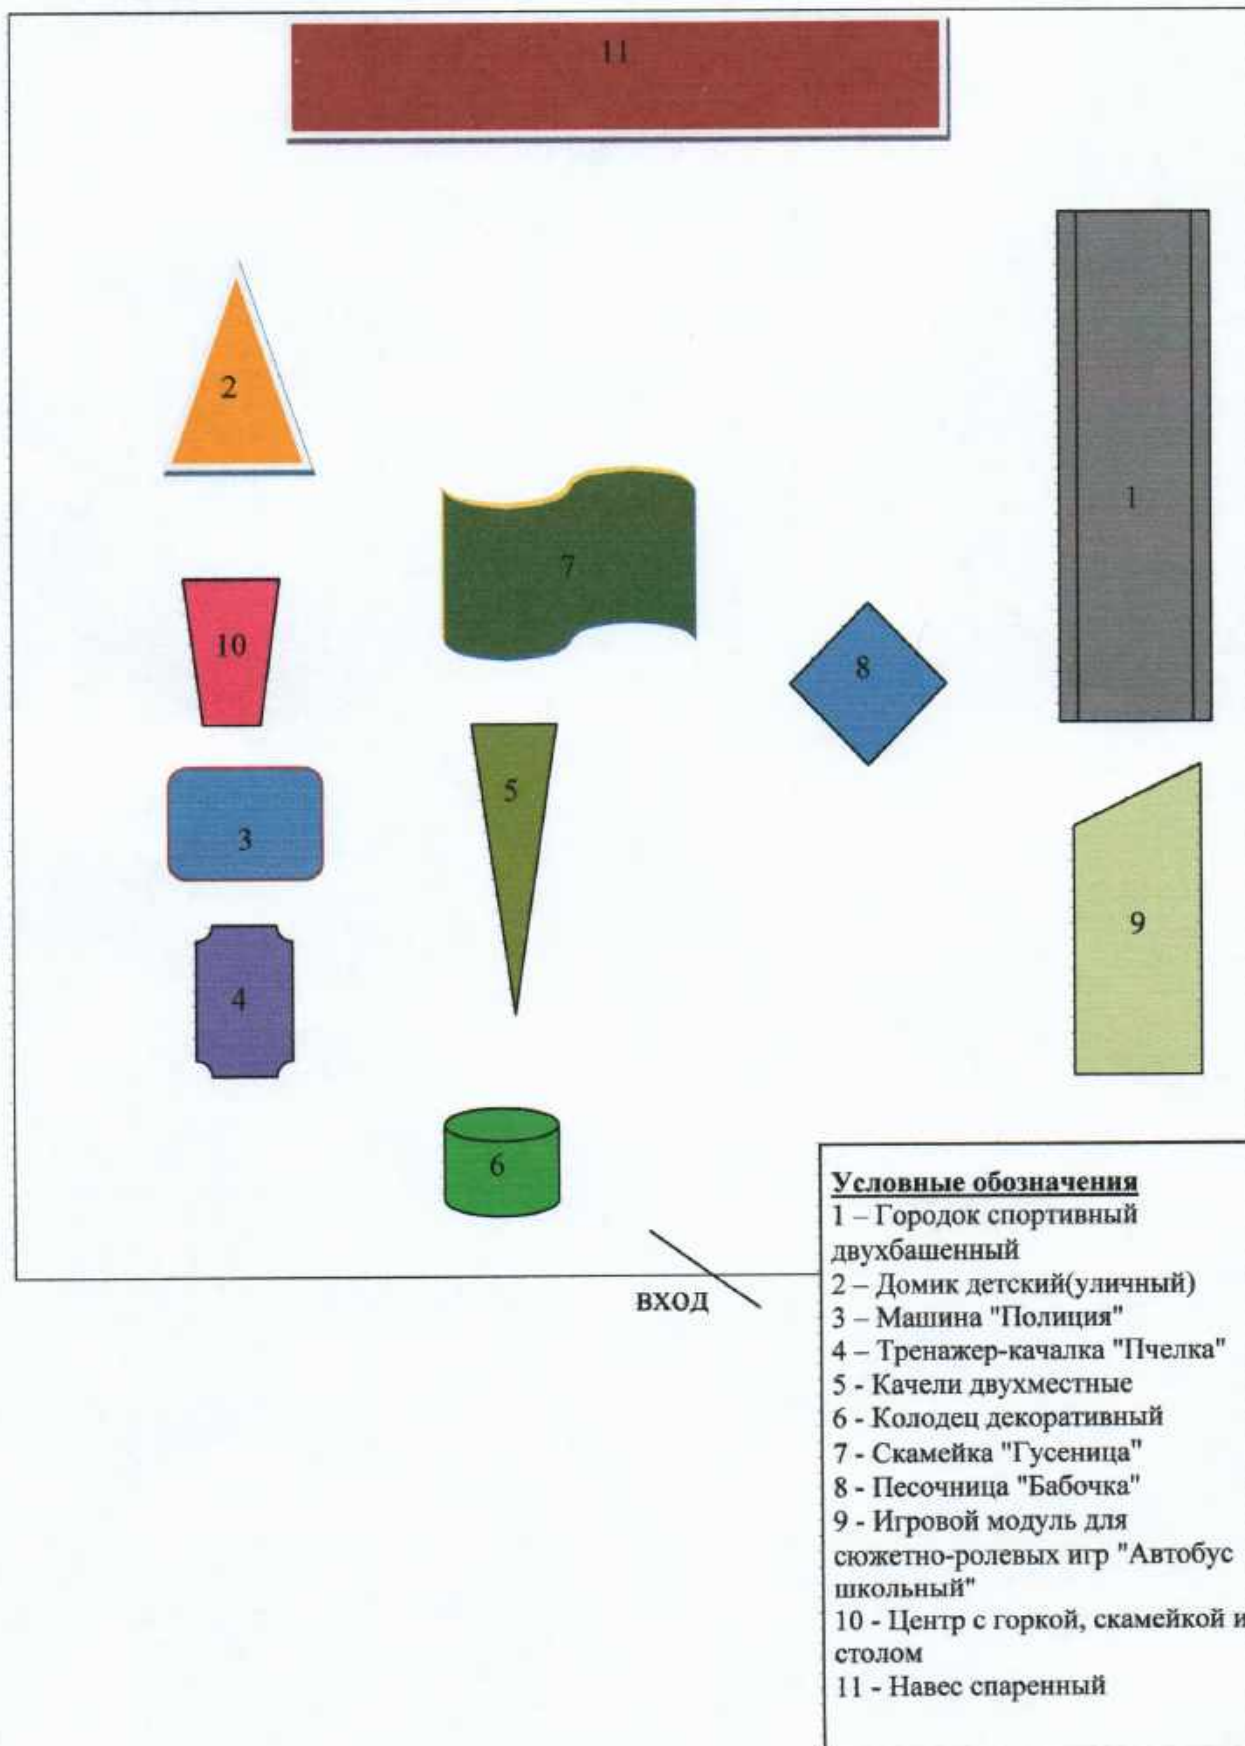 11
2
1
7
10
8
5
3
9
4
6
ВХОД
Условные обозначения
1 – Городок спортивный
двухбашенный
2 – Домик детский(уличный)
3 – Машина "Полиция"
4 – Тренажер-качалка "Пчелка"
5 - Качели двухместные
6 - Колодец декоративный
7 - Скамейка "Гусеница"
8 - Песочница "Бабочка"
9 - Игровой модуль для
сюжетно-ролевых игр "Автобус
школьный"
10 - Центр с горкой, скамейкой и
столом
11 - Навес спаренный